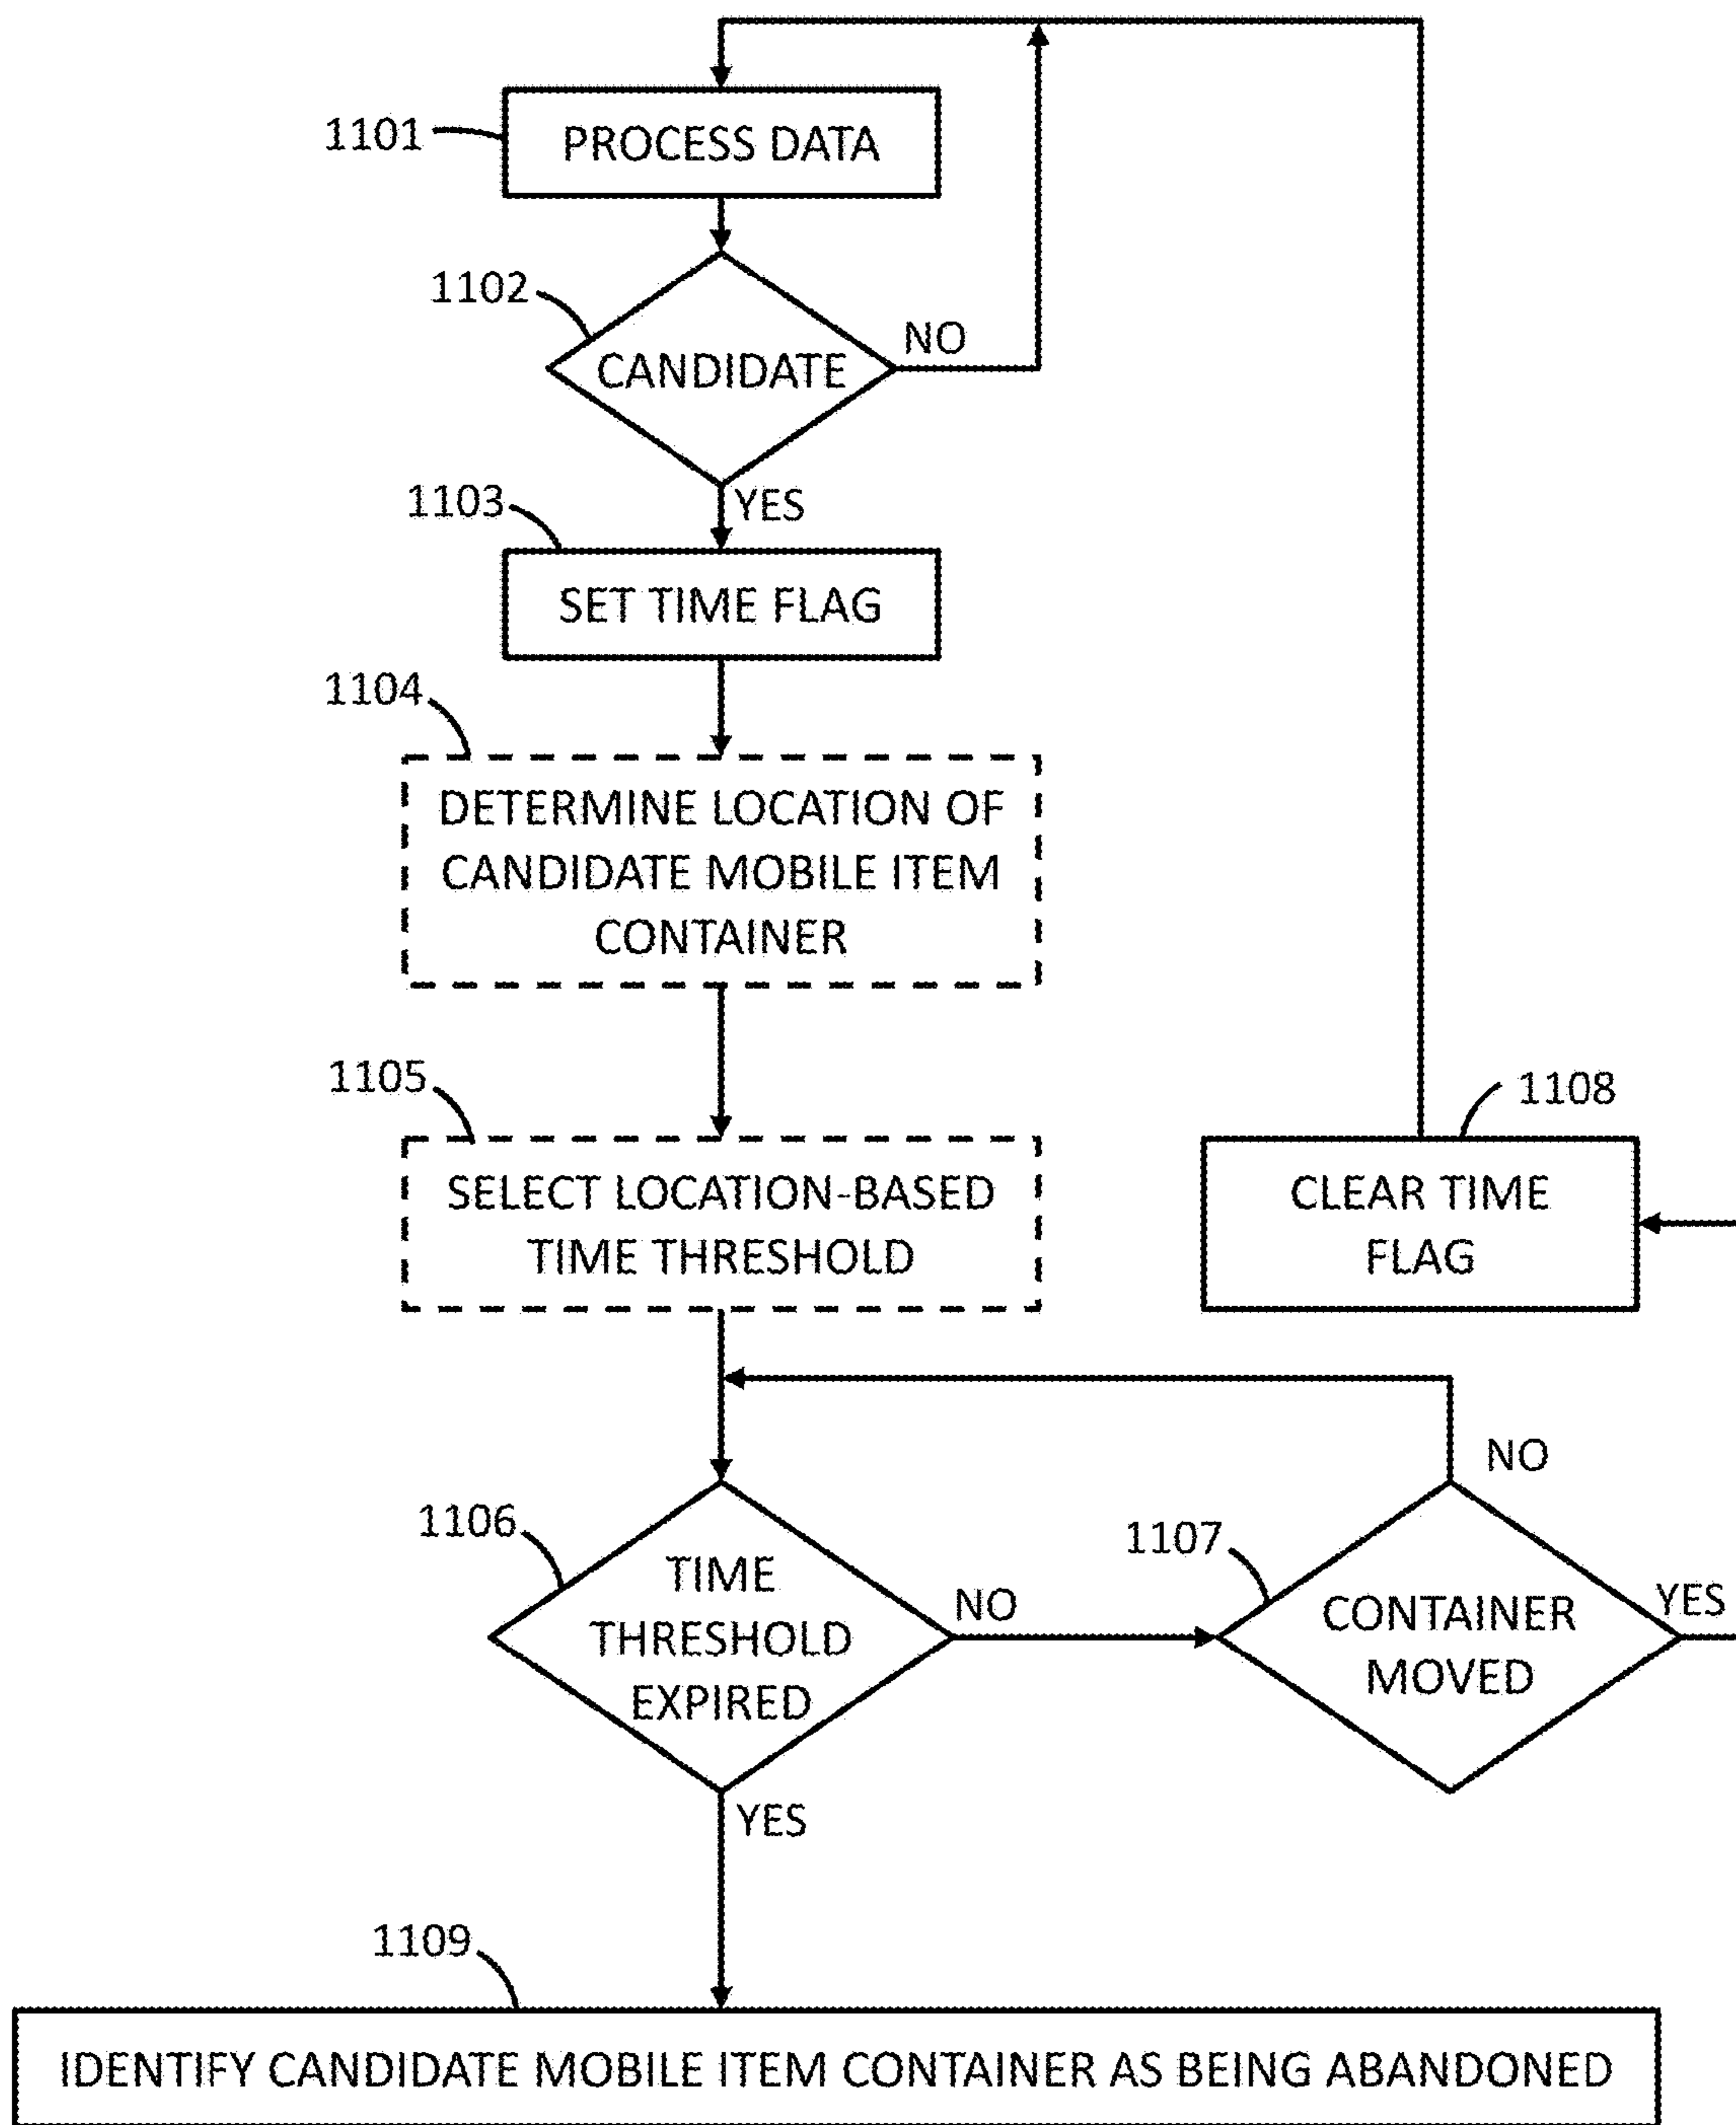 1101
PROCESS DATA
1102
CANDIDATE
NO
YES
1103
SET TIME FLAG
1104
DETERMINE LOCATION OF
CANDIDATE MOBILE ITEM
CONTAINER
1105
SELECT LOCATION-BASED
TIME THRESHOLD
1108
CLEAR TIME
FLAG
1106
TIME
THRESHOLD
EXPIRED
NO
1107
CONTAINER
MOVED
NO
YES
YES
1109
IDENTIFY CANDIDATE MOBILE ITEM CONTAINER AS BEING ABANDONED